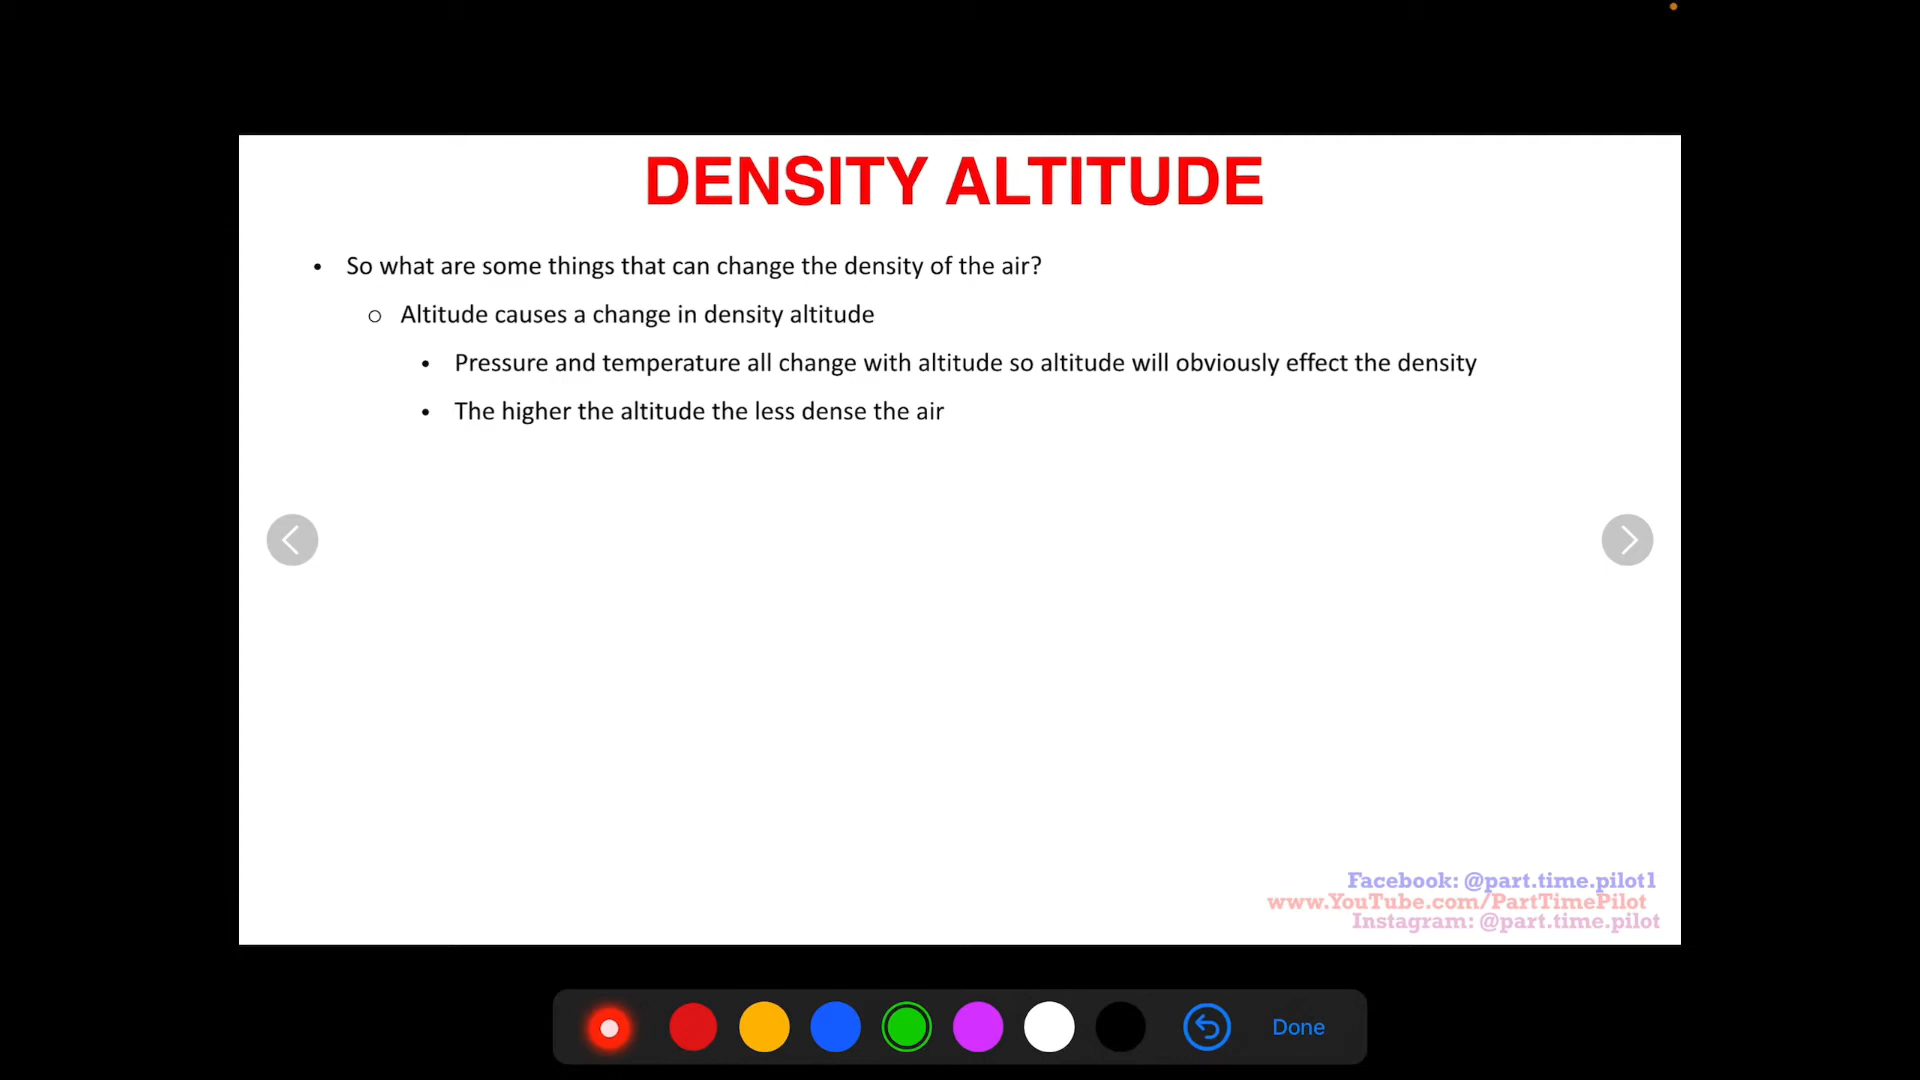 DENSITY ALTITUDE
• So what are some things that can change the density of the air?
○ Altitude causes a change in density altitude
• Pressure and temperature all change with altitude so altitude will obviously effect the density
• The higher the altitude the less dense the air
Facebook: @part.time.pilot1
www.YouTube.com/PartTimePilot
Instagram: @part.time.pilot
Done